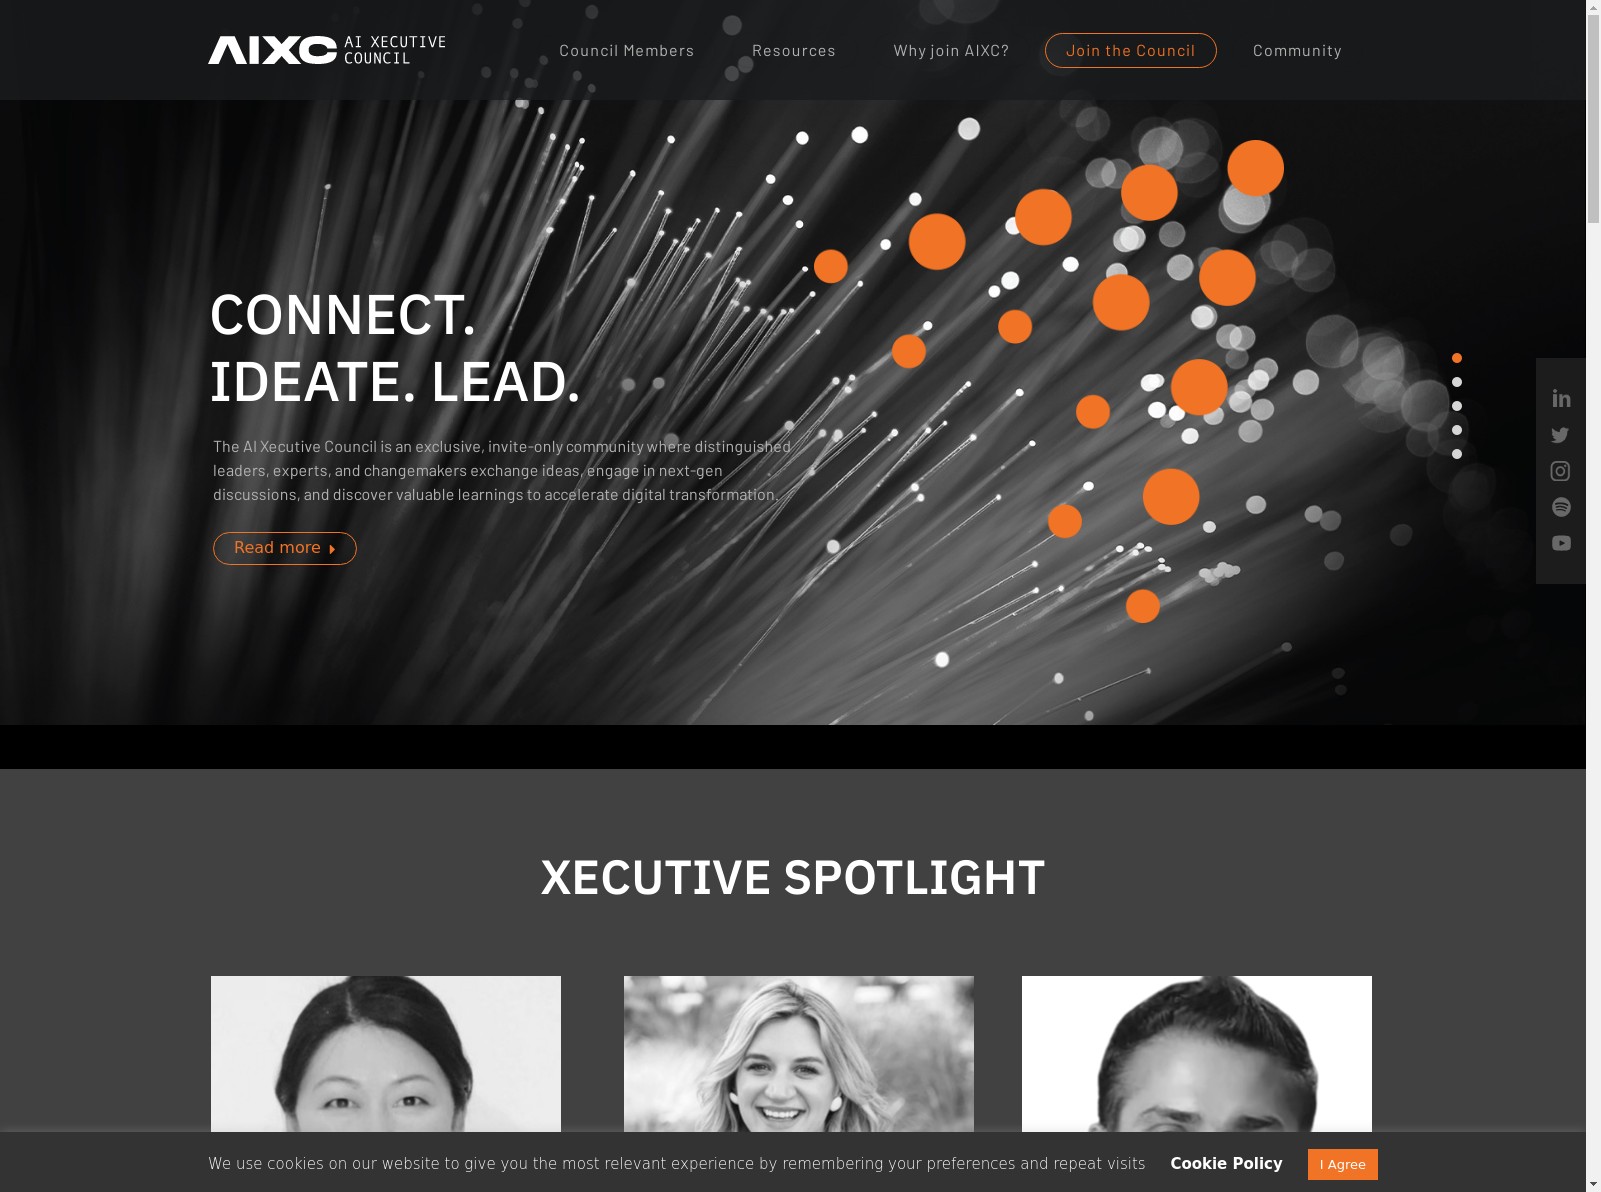 AIXC AI XECUTIVE
COUNCIL
Council Members Resources Why join AIXC? Join the Council Community
CONNECT.
IDEATE. LEAD.
The AI Xecutive Council is an exclusive, invite-only community where distinguished
leaders, experts, and changemakers exchange ideas, engage in next-gen
discussions, and discover valuable learnings to accelerate digital transformation.
Read more
in
XECUTIVE SPOTLIGHT
We use cookies on our website to give you the most relevant experience by remembering your preferences and repeat visits Cookie Policy I Agree